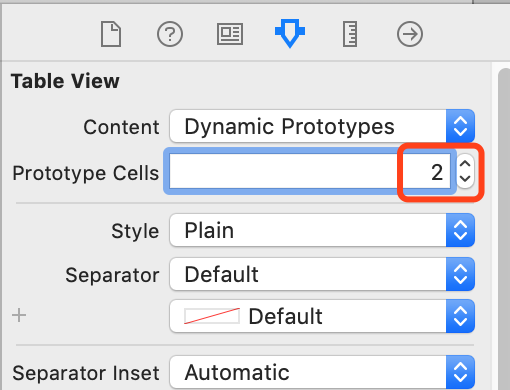 Table View
Content Dynamic Prototypes
Prototype Cells 2
Style Plain
Separator Default
+ Default
Separator Inset Automatic